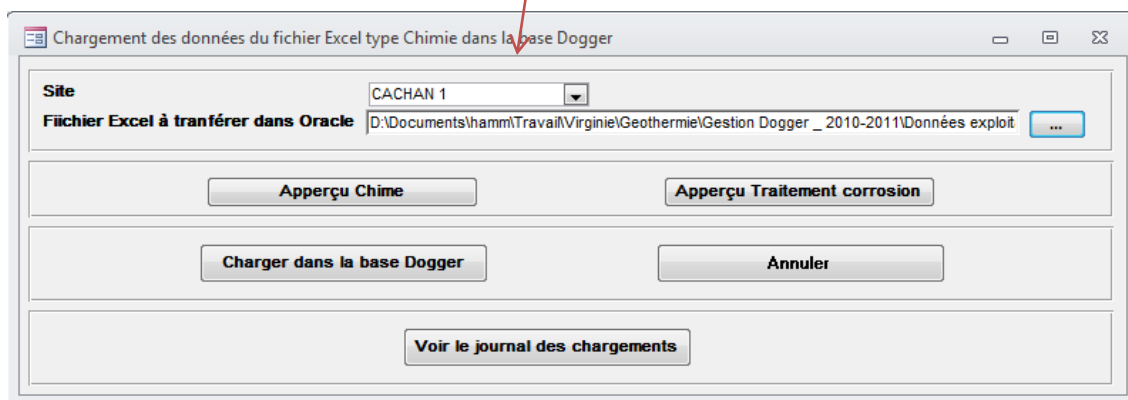 Chargement des données du fichier Excel type Chimie dans la base Dogger
Site CACHAN 1
Fiichier Excel à tranférer dans Oracle D:\Documents\hamm\Travail\Virginie\Geothermie\Gestion Dogger _ 2010-2011\Données exploit
...
Apperçu Chime Apperçu Traitement corrosion
Charger dans la base Dogger Annuler
Voir le journal des chargements